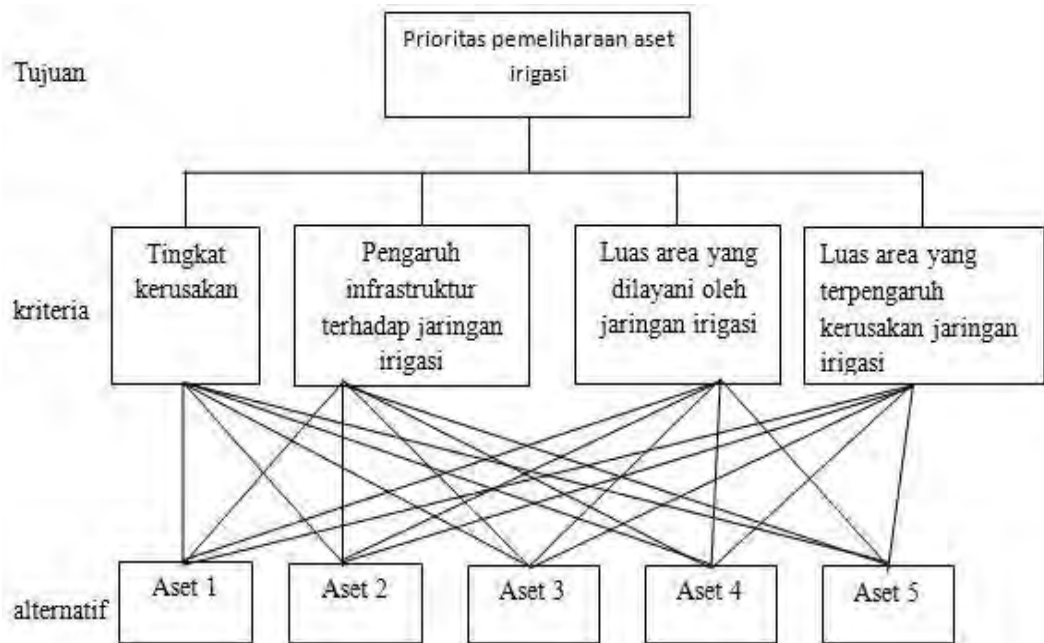 Tujuan
Prioritas pemeliharaan aset
irigasi
kriteria
Tingkat
kerusakan
Pengaruh
infrastruktur
terhadap jaringan
irigasi
Luas area yang
dilayani oleh
jaringan irigasi
Luas area yang
terpengaruh
kerusakan jaringan
irigasi
alternatif
Aset 1
Aset 2
Aset 3
Aset 4
Aset 5